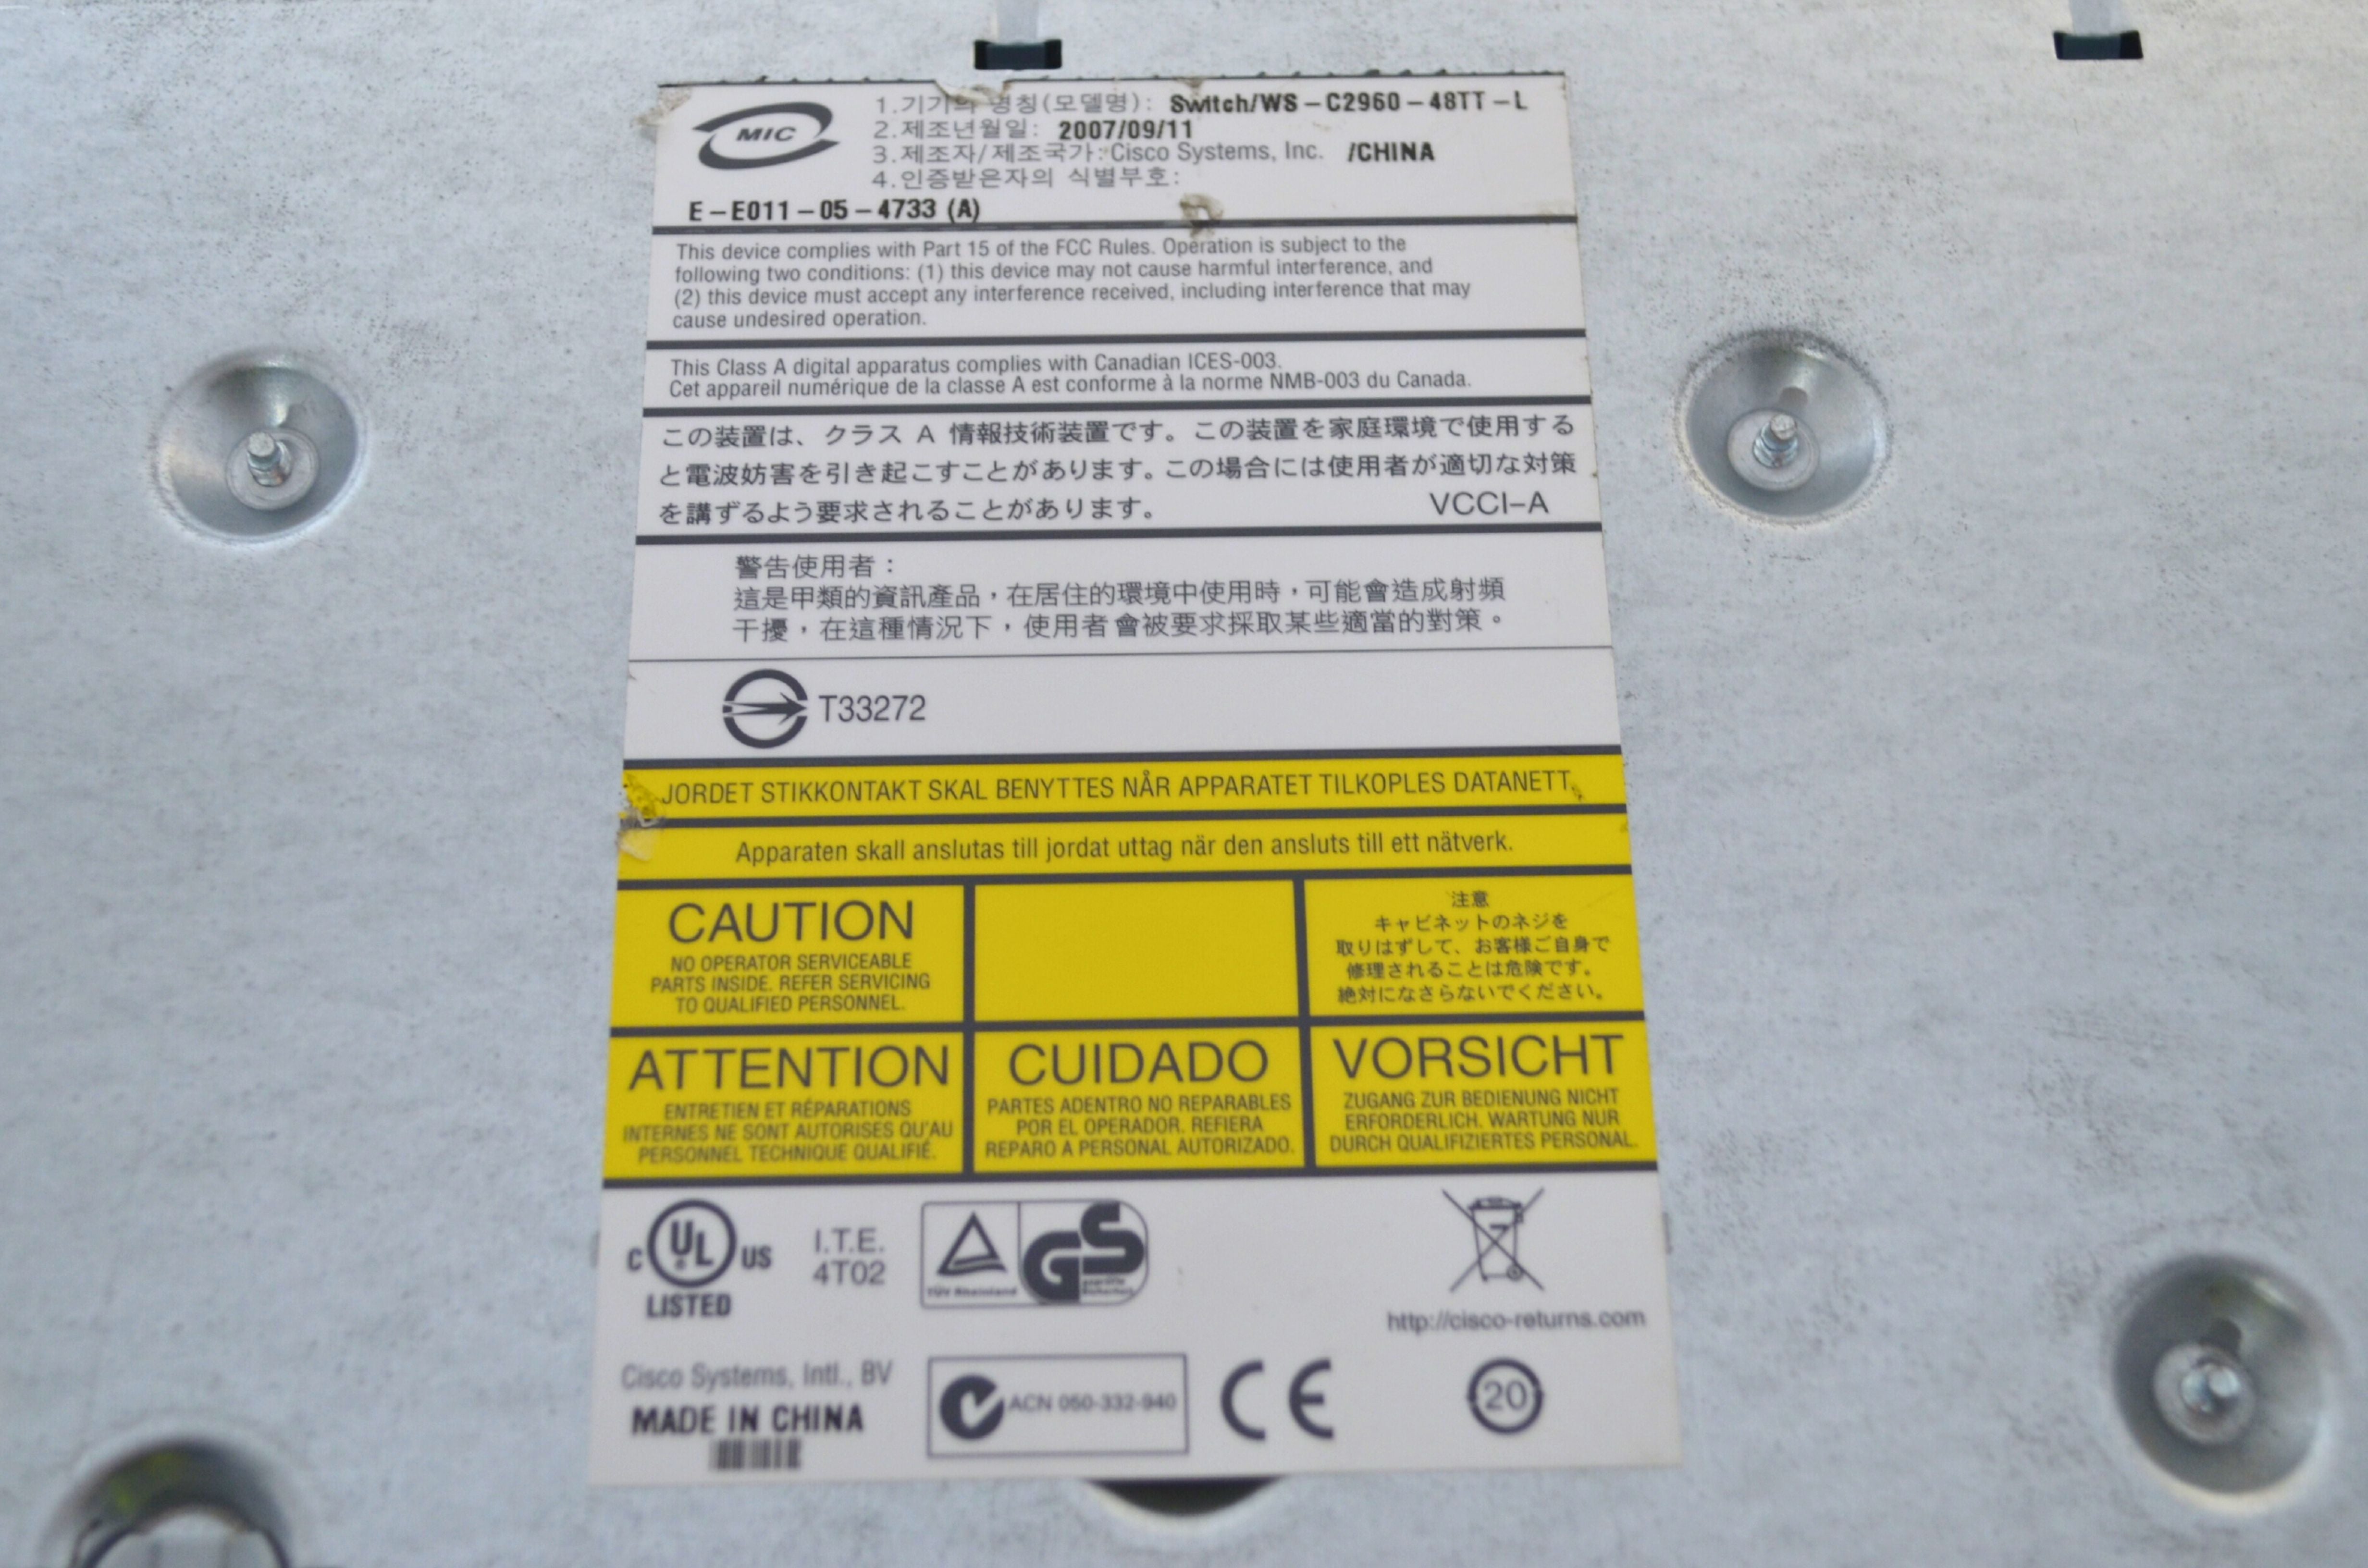 MIC
1.기기의 명칭(모델명): Switch/WS-C2960-48TT-L
2.제조년월일: 2007/09/11
3.제조자/제조국가:Cisco Systems, Inc. /CHINA
4.인증받은자의 식별부호:
E-E011-05-4733 (A)
This device complies with Part 15 of the FCC Rules. Operation is subject to the
following two conditions: (1) this device may not cause harmful interference, and
(2) this device must accept any interference received, including interference that may
cause undesired operation.
This Class A digital apparatus complies with Canadian ICES-003.
Cet appareil numérique de la classe A est conforme à la norme NMB-003 du Canada.
この装置は、クラス A 情報技術装置です。この装置を家庭環境で使用する
と電波妨害を引き起こすことがあります。この場合には使用者が適切な対策
を講ずるよう要求されることがあります。 VCCI-A
警告使用者：
這是甲類的資訊產品，在居住的環境中使用時，可能會造成射頻
干擾，在這種情況下，使用者會被要求採取某些適當的對策。
T33272
JORDET STIKKONTAKT SKAL BENYTTES NÅR APPARATET TILKOPLES DATANETT.
Apparaten skall anslutas till jordat uttag när den ansluts till ett nätverk.
CAUTION
NO OPERATOR SERVICEABLE
PARTS INSIDE. REFER SERVICING
TO QUALIFIED PERSONNEL.
注意
キャビネットのネジを
取りはずして、お客様ご自身で
修理されることは危険です。
絶対になさらないでください。
ATTENTION
ENTRETIEN ET RÉPARATIONS
INTERNES NE SONT AUTORISES QU'AU
PERSONNEL TECHNIQUE QUALIFIÉ.
CUIDADO
PARTES ADENTRO NO REPARABLES
POR EL OPERADOR. REFIERA
REPARO A PERSONAL AUTORIZADO.
VORSICHT
ZUGANG ZUR BEDIENUNG NICHT
ERFORDERLICH. WARTUNG NUR
DURCH QUALIFIZIERTES PERSONAL.
C UL US
LISTED
I.T.E.
4T02
TÜV Rheinland
GS
geprüfte
Sicherheit
http://cisco-returns.com
Cisco Systems, Intl., BV
MADE IN CHINA
ACN 050-332-940
CE
20